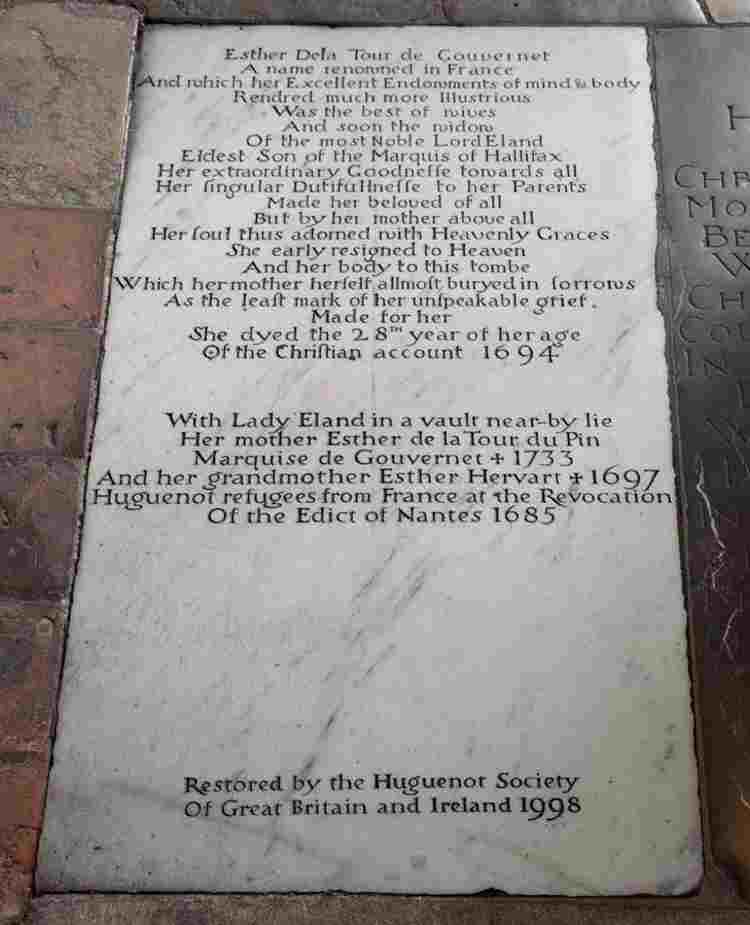 Esther Dela Tour de Gouvernet
A name renowned in France
And which her Excellent Endowments of mind & body
Rendred much more Illustrious
Was the best of wives
And soon the widow
Of the most Noble Lord Eland
Eldest Son of the Marquis of Hallifax
Her extraordinary Goodneſſe towards all
Her ſingular Dutifullneſſe to her Parents
Made her beloved of all
But by her mother above all
Her ſoul thus adorned with Heavenly Graces
She early resigned to Heaven
And her body to this tombe
Which her mother herſelf allmoſt buryed in ſorrows
As the leaſt mark of her unſpeakable grief.
Made for her
She dyed the 28th year of her age
Of the Chriſtian account 1694
With Lady Eland in a vault near-by lie
Her mother Esther de la Tour du Pin
Marquise de Gouvernet + 1733
And her grandmother Esther Hervart + 1697
Huguenot refugees from France at the Revocation
Of the Edict of Nantes 1685
Restored by the Huguenot Society
Of Great Britain and Ireland 1998
H
CHR
MO
BE
W
CH
COU
IN